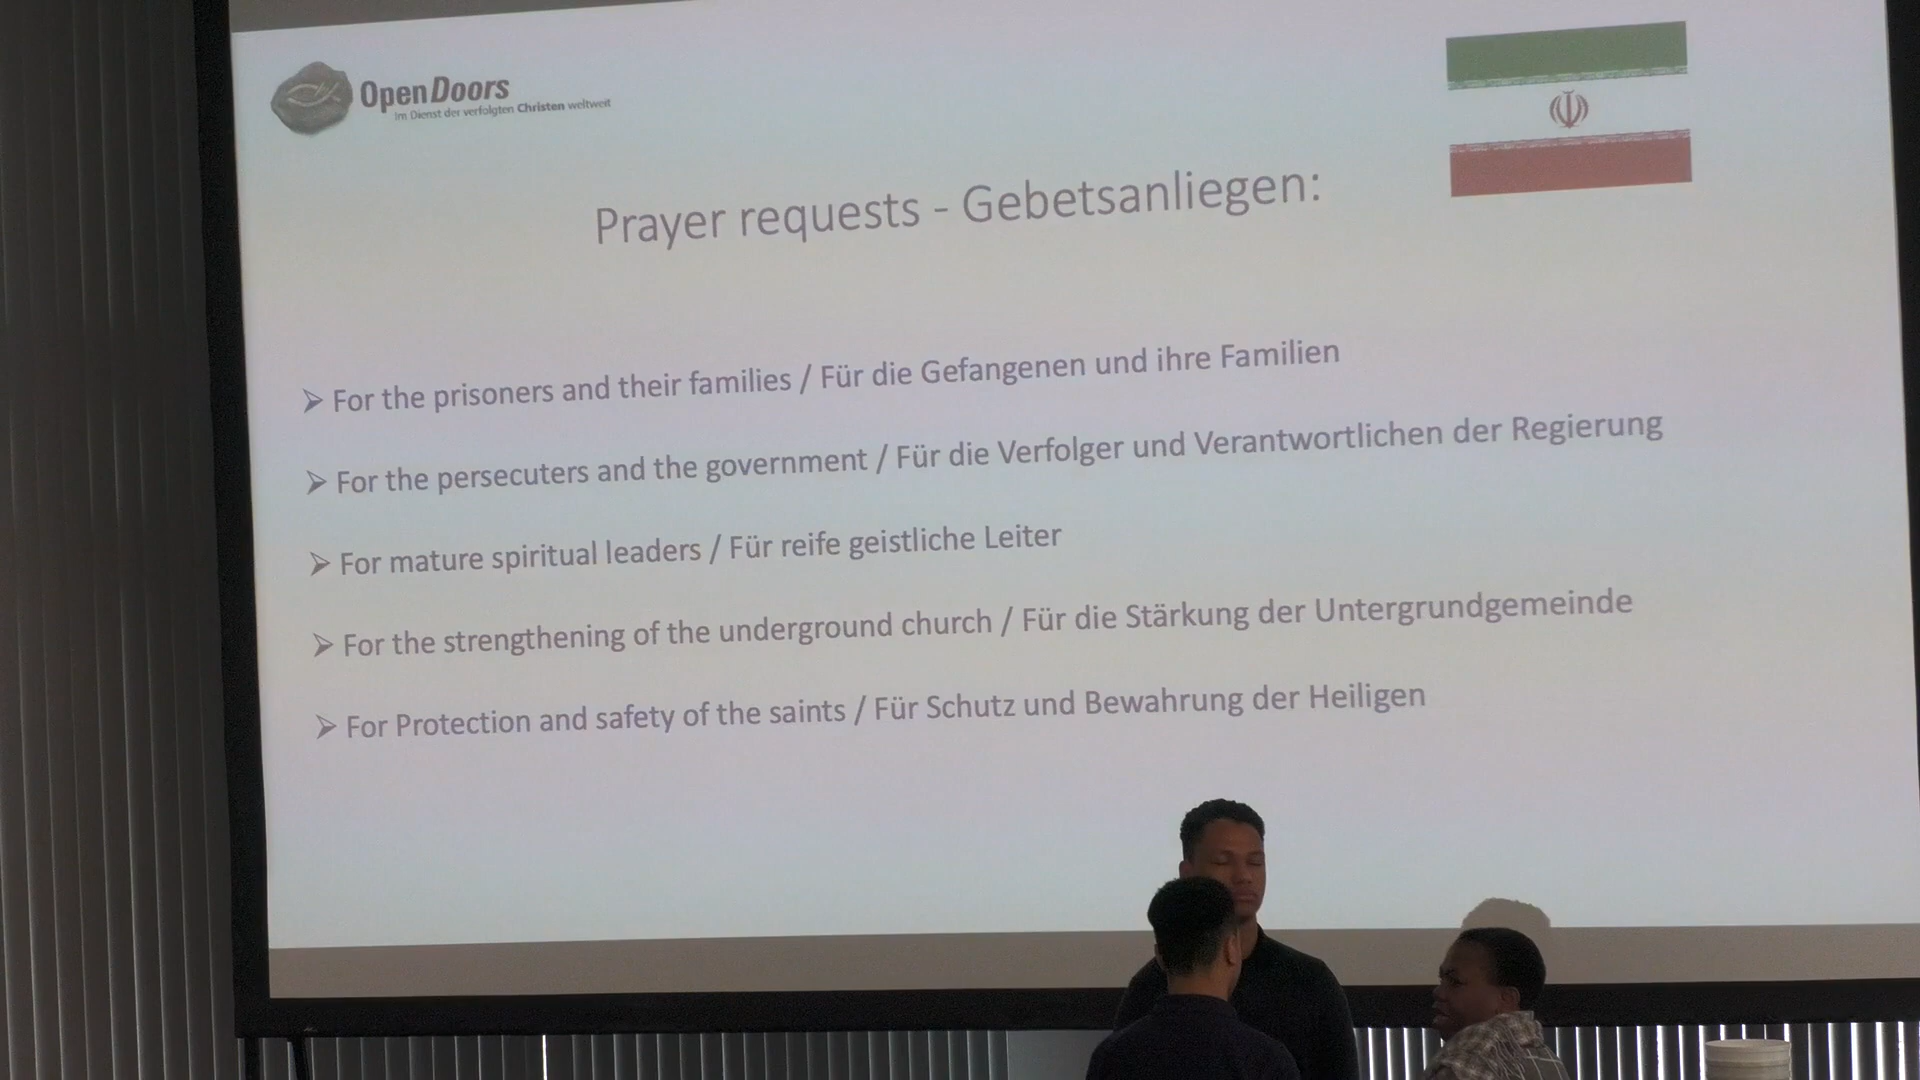 OpenDoors
Im Dienst der verfolgten Christen weltweit
Prayer requests - Gebetsanliegen:
➢ For the prisoners and their families / Für die Gefangenen und ihre Familien
➢ For the persecuters and the government / Für die Verfolger und Verantwortlichen der Regierung
➢ For mature spiritual leaders / Für reife geistliche Leiter
➢ For the strengthening of the underground church / Für die Stärkung der Untergrundgemeinde
➢ For Protection and safety of the saints / Für Schutz und Bewahrung der Heiligen